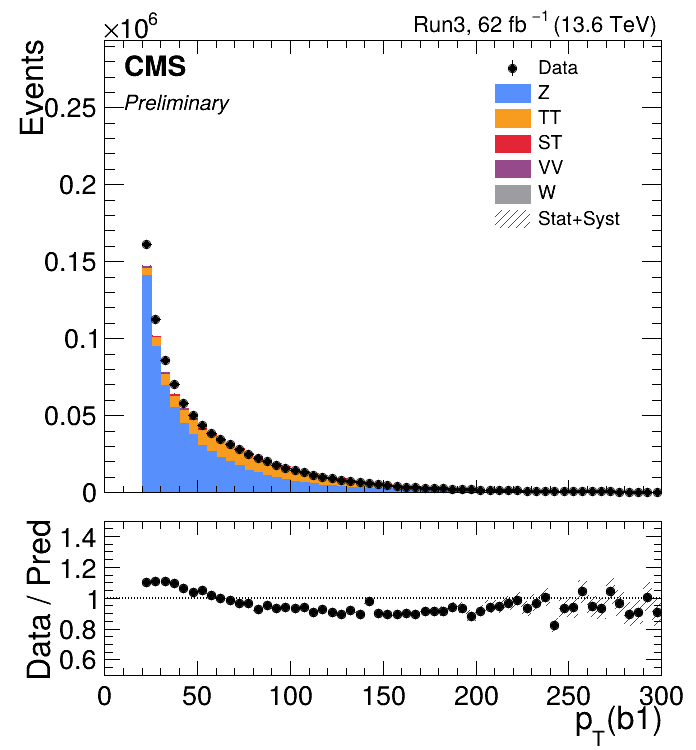 ×10⁶
Run3, 62 fb⁻¹ (13.6 TeV)
CMS
Preliminary
Events
0.25
0.2
0.15
0.1
0.05
0
Data
Z
TT
ST
VV
W
Stat+Syst
Data / Pred
1.4
1.2
1
0.8
0.6
0 50 100 150 200 250 300
p_T(b1)